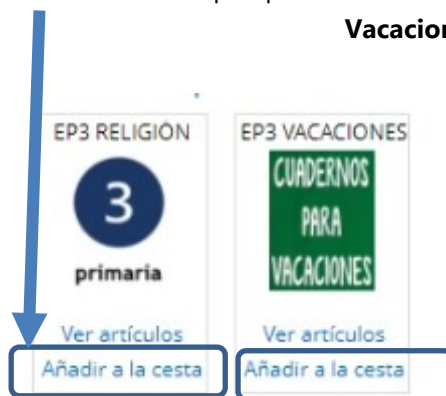 Vacacion
EP3 RELIGIÓN
3
primaria
Ver artículos
Añadir a la cesta
EP3 VACACIONES
CUADERNOS
PARA
VACACIONES
Ver artículos
Añadir a la cesta